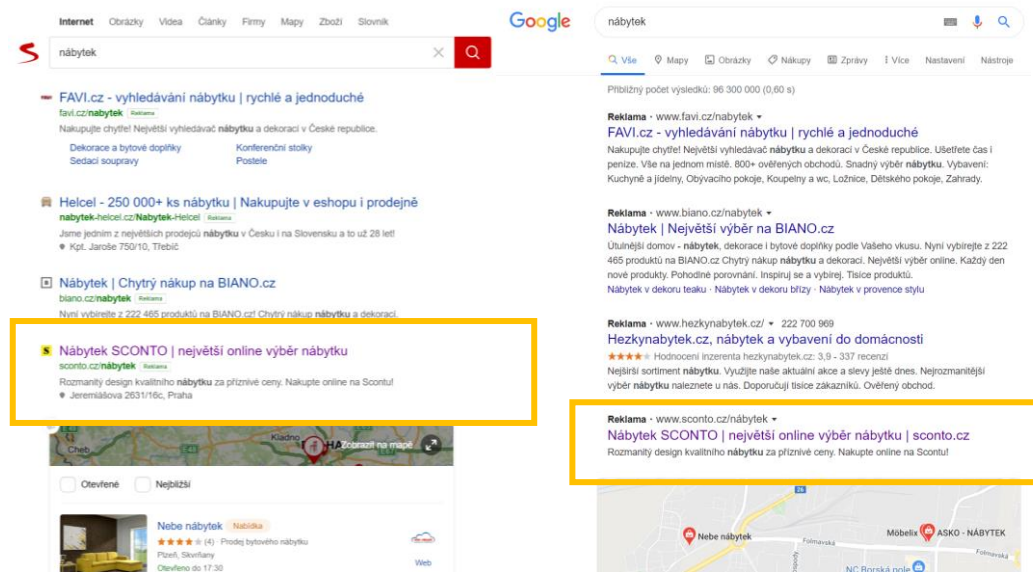 Internet Obrázky Videa Články Firmy Mapy Zboží Slovník
nábytek
FAVI.cz - vyhledávání nábytku | rychlé a jednoduché
favi.cz/nabytek Reklama
Nakupujte chytře! Největší vyhledávač nábytku a dekorací v České republice.
Dekorace a bytové doplňky Konferenční stolky
Sedací soupravy Postele
Helcel - 250 000+ ks nábytku | Nakupujte v eshopu i prodejně
nabytek-helcel.cz/Nabytek-Helcel Reklama
Jsme jedním z největších prodejců nábytku v Česku i na Slovensku a to už 28 let!
Kpt. Jaroše 750/10, Třebíč
Nábytek | Chytrý nákup na BIANO.cz
biano.cz/nabytek Reklama
Nyní vybírejte z 222 465 produktů na BIANO.cz! Chytrý nákup nábytku a dekorací.
Nábytek SCONTO | největší online výběr nábytku
sconto.cz/nábytek Reklama
Rozmanitý design kvalitního nábytku za příznivé ceny. Nakupte online na Scontu!
Jeremiášova 2631/16c, Praha
Cheb
Kladno
Zobrazit na mapě
Otevřené Nejbližší
Nebe nábytek Nabídka
(4) Prodej bytového nábytku
Plzeň, Skvrňany
Otevřeno do 17:30
Web
Google
nábytek
Vše Mapy Obrázky Nákupy Zprávy Více Nastavení Nástroje
Přibližný počet výsledků: 96 300 000 (0,60 s)
Reklama · www.favi.cz/nabytek
FAVI.cz - vyhledávání nábytku | rychlé a jednoduché
Nakupujte chytře! Největší vyhledávač nábytku a dekorací v České republice. Ušetřete čas i
peníze. Vše na jednom místě. 800+ ověřených obchodů. Snadný výběr nábytku. Vybavení:
Kuchyně a jídelny, Obývacího pokoje, Koupelny a wc, Ložnice, Dětského pokoje, Zahrady.
Reklama · www.biano.cz/nabytek
Nábytek | Největší výběr na BIANO.cz
Útulnější domov - nábytek, dekorace i bytové doplňky podle Vašeho vkusu. Nyní vybírejte z 222
465 produktů na BIANO.cz Chytrý nákup nábytku a dekorací. Největší výběr online. Každý den
nové produkty. Pohodlné porovnání. Inspiruj se a vybírej. Tisíce produktů.
Nábytek v dekoru teaku · Nábytek v dekoru břízy · Nábytek v provence stylu
Reklama · www.hezkynabytek.cz/ 222 700 969
Hezkynabytek.cz, nábytek a vybavení do domácnosti
Hodnocení inzerenta hezkynabytek.cz: 3,9 - 337 recenzí
Nejširší sortiment nábytku. Využijte naše aktuální akce a slevy ještě dnes. Nejrozmanitější
výběr nábytku naleznete u nás. Doporučují tisíce zákazníků. Ověřený obchod.
Reklama · www.sconto.cz/nábytek
Nábytek SCONTO | největší online výběr nábytku | sconto.cz
Rozmanitý design kvalitního nábytku za příznivé ceny. Nakupte online na Scontu!
26
Nebe nábytek
Folmavská
Möbelix
ASKO - NÁBYTEK
Folmavská
NC Borská pole